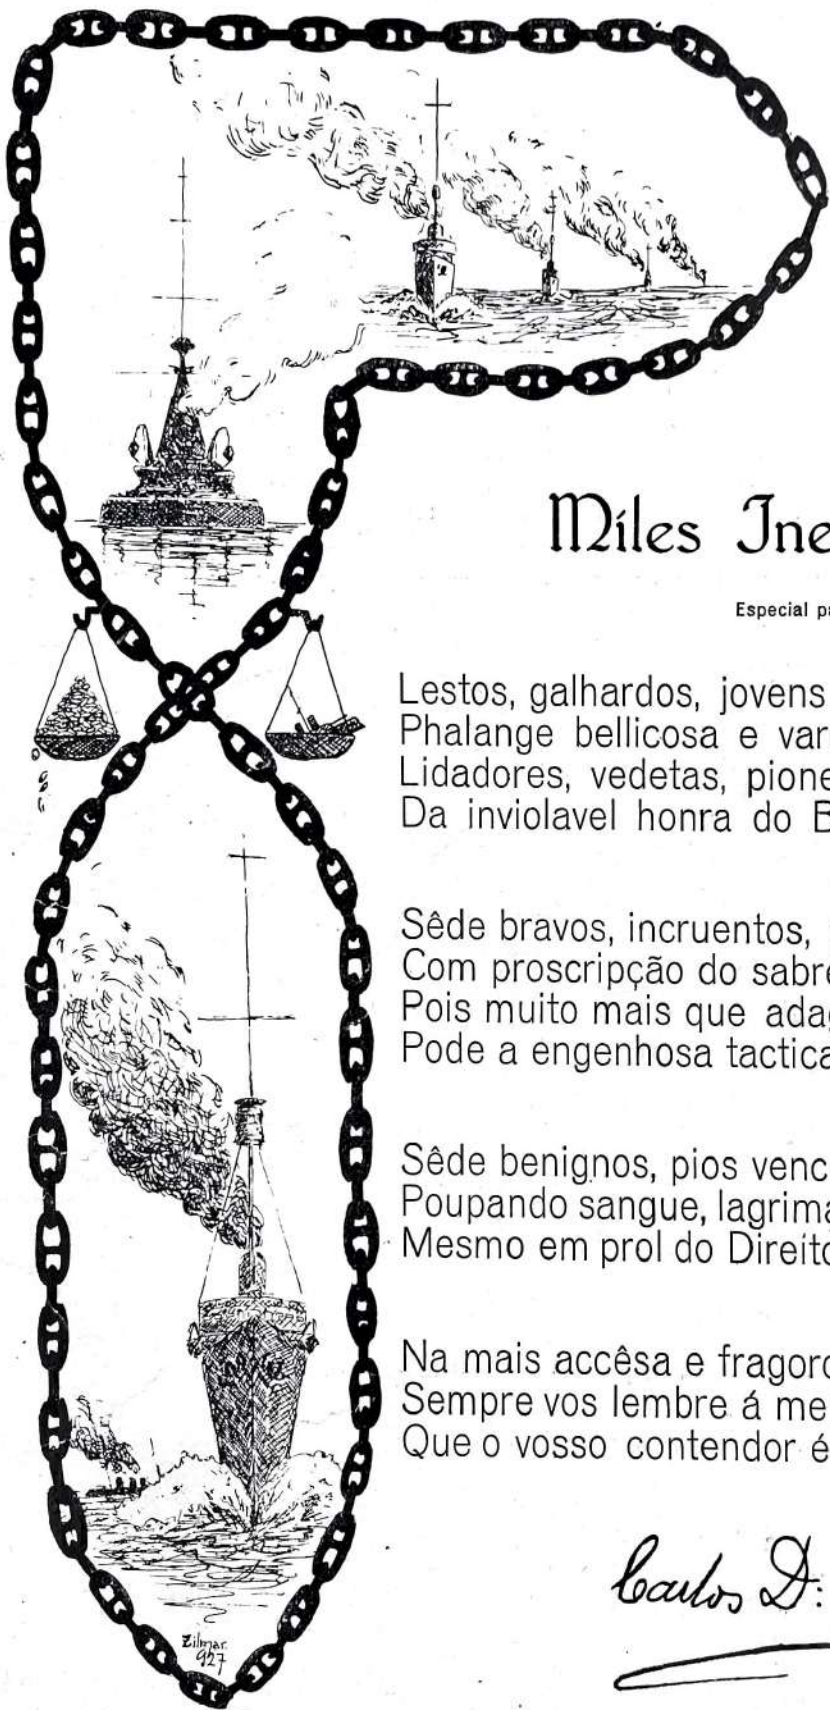 Miles Ine
Especial pa
Lestos, galhardos, jovens
Phalange bellicosa e var
Lidadores, vedetas, pione
Da inviolavel honra do B
Sêde bravos, incruentos,
Com proscripção do sabre
Pois muito mais que adag
Pode a engenhosa tactica
Sêde benignos, pios venc
Poupando sangue, lagrima
Mesmo em prol do Direito
Na mais accêsa e fragoro
Sempre vos lembre á me
Que o vosso contendor é
Carlos D.
Zilmar.
927